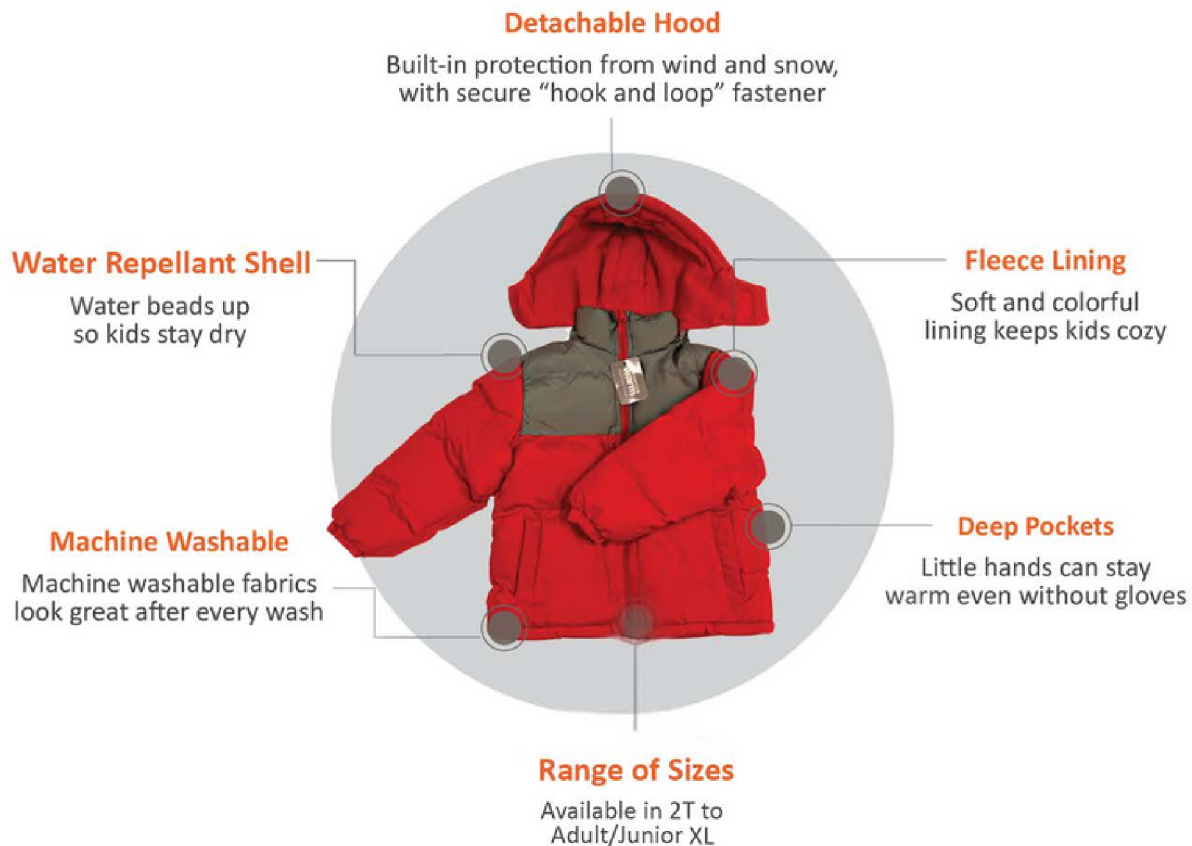 Detachable Hood
Built-in protection from wind and snow,
with secure “hook and loop” fastener
Water Repellant Shell
Water beads up
so kids stay dry
Fleece Lining
Soft and colorful
lining keeps kids cozy
Machine Washable
Machine washable fabrics
look great after every wash
Deep Pockets
Little hands can stay
warm even without gloves
Range of Sizes
Available in 2T to
Adult/Junior XL